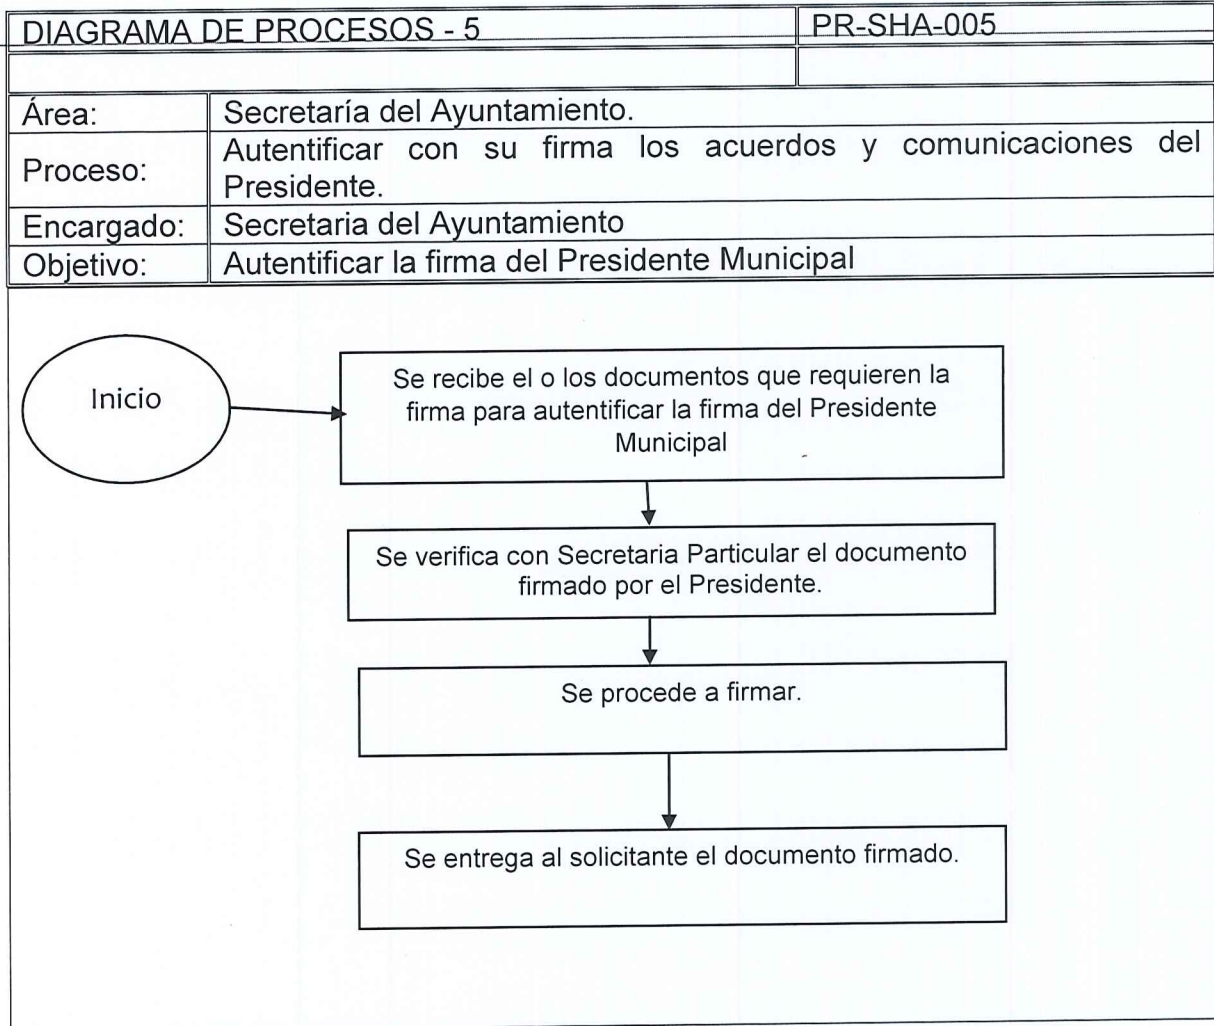 DIAGRAMA DE PROCESOS - 5 PR-SHA-005
Área: Secretaría del Ayuntamiento.
Proceso: Autentificar con su firma los acuerdos y comunicaciones del
Presidente.
Encargado: Secretaria del Ayuntamiento
Objetivo: Autentificar la firma del Presidente Municipal
Inicio
Se recibe el o los documentos que requieren la
firma para autentificar la firma del Presidente
Municipal
Se verifica con Secretaria Particular el documento
firmado por el Presidente.
Se procede a firmar.
Se entrega al solicitante el documento firmado.